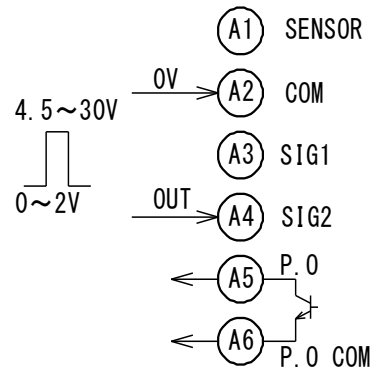 A1 SENSOR
0V A2 COM
4.5～30V
A3 SIG1
0～2V OUT A4 SIG2
A5 P.O
A6 P.O COM